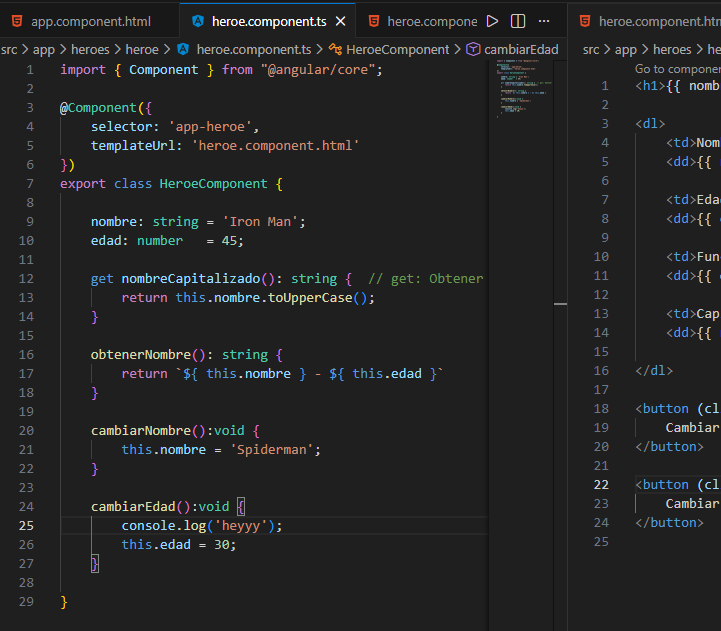 app.component.html
heroe.component.ts
heroe.compone
heroe.component.htm
src > app > heroes > heroe > heroe.component.ts > HeroeComponent > cambiarEdad
src > app > heroes > he
1 import { Component } from "@angular/core";
2
3 @Component({
4 selector: 'app-heroe',
5 templateUrl: 'heroe.component.html'
6 })
7 export class HeroeComponent {
8
9 nombre: string = 'Iron Man';
10 edad: number   = 45;
11
12 get nombreCapitalizado(): string {  // get: Obtener
13 return this.nombre.toUpperCase();
14 }
15
16 obtenerNombre(): string {
17 return `${ this.nombre } - ${ this.edad }`
18 }
19
20 cambiarNombre():void {
21 this.nombre = 'Spiderman';
22 }
23
24 cambiarEdad():void {
25 console.log('heyyy');
26 this.edad = 30;
27 }
28
29 }
Go to componen
1 <h1>{{ nomb
2
3 <dl>
4 <td>Nom
5 <dd>{{
6
7 <td>Eda
8 <dd>{{
9
10 <td>Fun
11 <dd>{{
12
13 <td>Cap
14 <dd>{{
15
16 </dl>
17
18 <button (cl
19 Cambiar
20 </button>
21
22 <button (cl
23 Cambiar
24 </button>
25